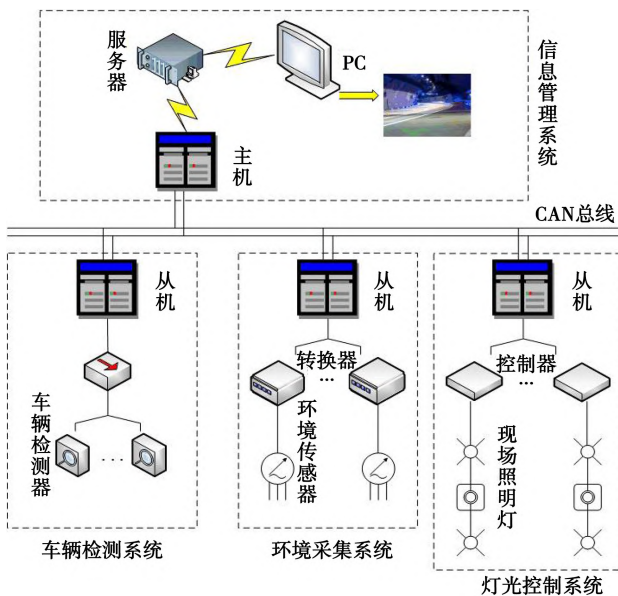 服务器
PC
信息管理系统
主机
CAN总线
从机
从机
从机
转换器
...
控制器
...
车辆检测器
...
环境传感器
现场照明灯
车辆检测系统
环境采集系统
灯光控制系统